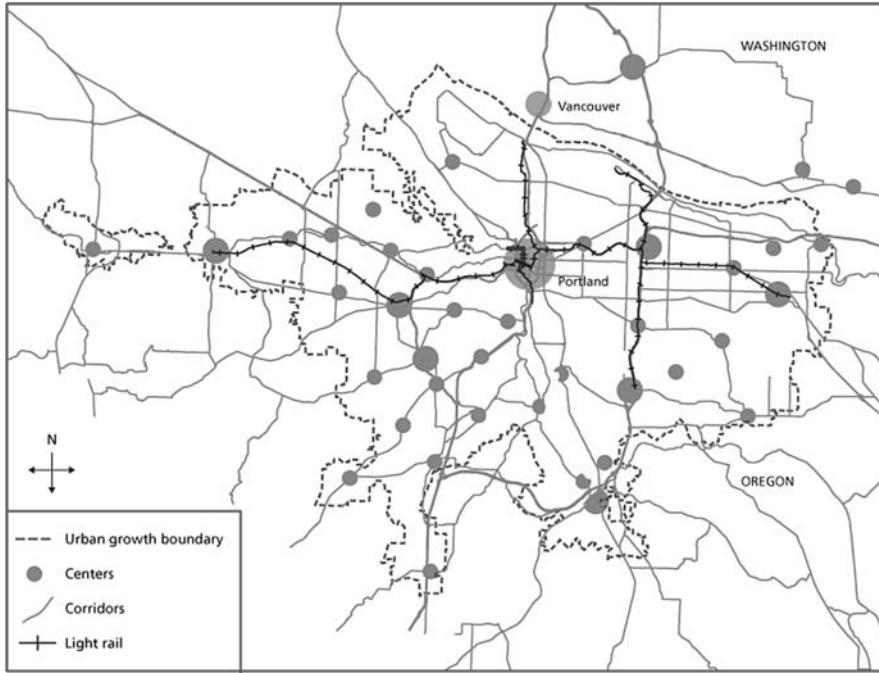 WASHINGTON
Vancouver
Portland
N
OREGON
Urban growth boundary
Centers
Corridors
Light rail